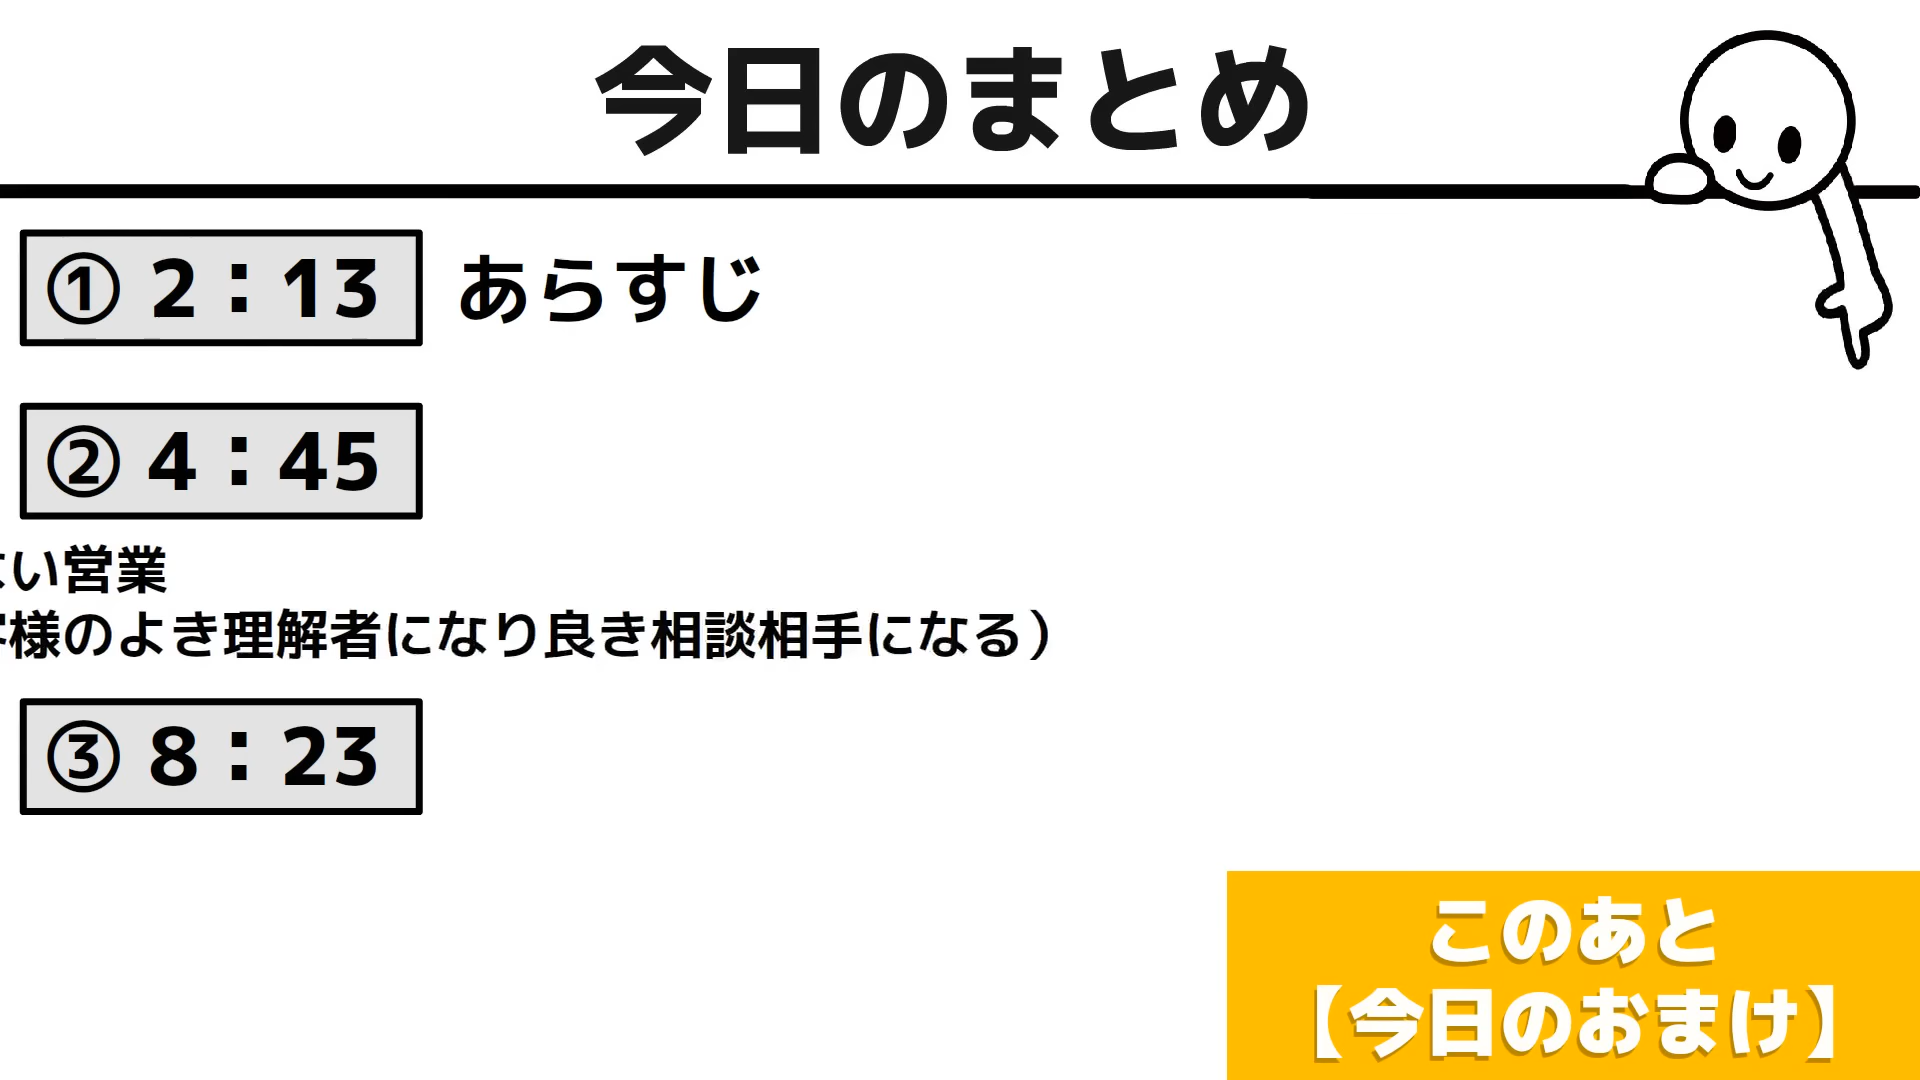 今日のまとめ
① 2：13 あらすじ
② 4：45
い営業
様のよき理解者になり良き相談相手になる）
③ 8：23
このあと
【今日のおまけ】